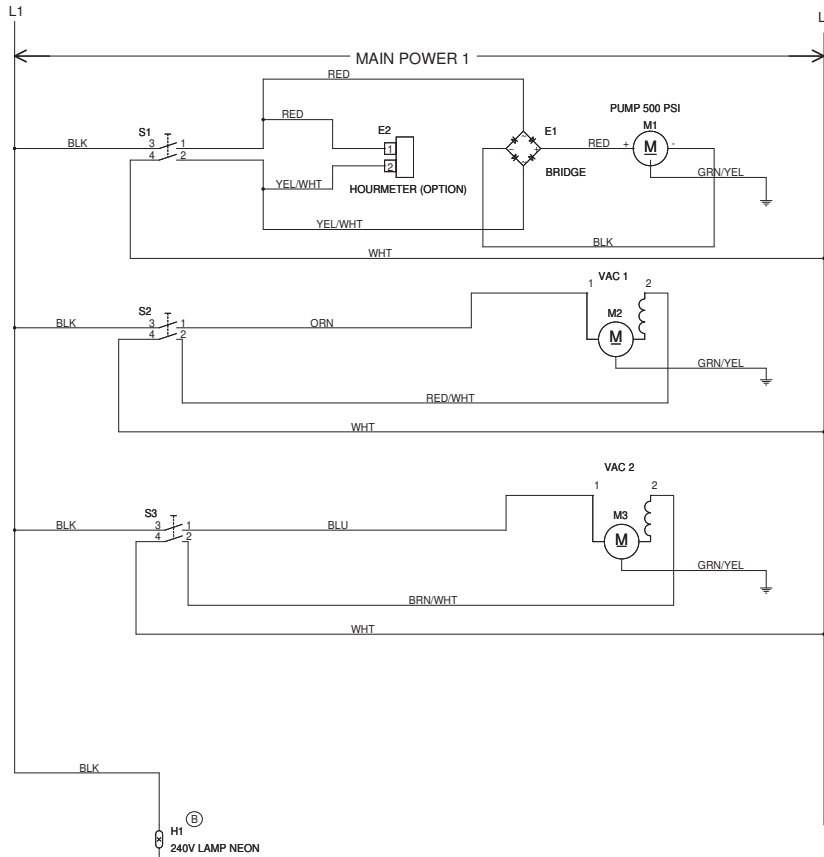 L1
L
MAIN POWER 1
RED
PUMP 500 PSI
RED
S1
E2
E1
M1
BLK
3
1
4
2
1
2
RED
+
M
-
~
-
+
~
BRIDGE
GRN/YEL
YEL/WHT
HOURMETER (OPTION)
YEL/WHT
BLK
WHT
VAC 1
1
2
S2
M2
BLK
3
1
4
2
ORN
M
GRN/YEL
RED/WHT
WHT
VAC 2
1
2
S3
M3
BLK
3
1
4
2
BLU
M
GRN/YEL
BRN/WHT
WHT
BLK
B
H1
240V LAMP NEON